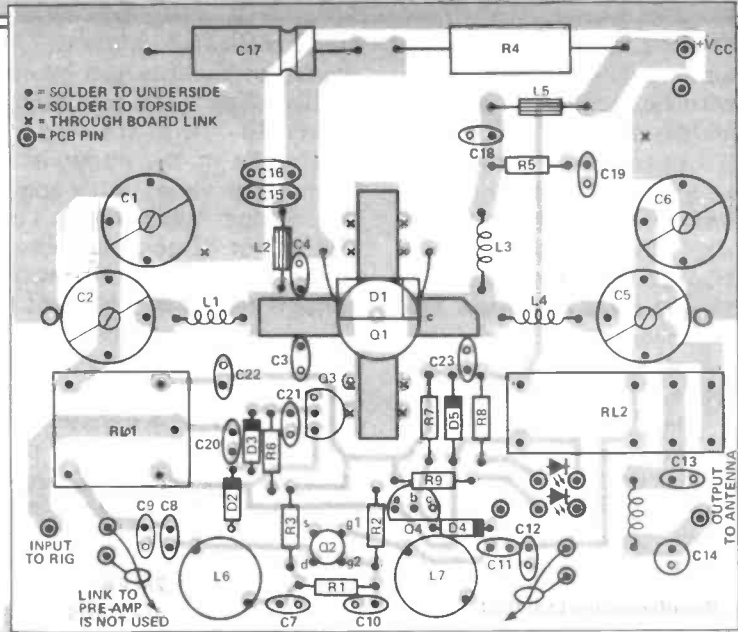 C17
R4
+VCC
● = SOLDER TO UNDERSIDE
○ = SOLDER TO TOPSIDE
× = THROUGH BOARD LINK
= PCB PIN
L5
C18
R5
C19
C16
C15
C1
C6
L2
C4
L3
C2
L1
D1
c
L4
C5
Q1
C3
C23
C22
Q3
RL1
C21
R7
D5
R8
RL2
C20
D3
R6
R9
C13
D2
C9
C8
R3
s
g1
R2
b
c
Q4
D4
C12
OUTPUT
TO ANTENNA
INPUT
TO RIG
Q2
d
g2
C11
C14
L6
R1
L7
LINK TO
PRE-AMP
IS NOT USED
C7
C10